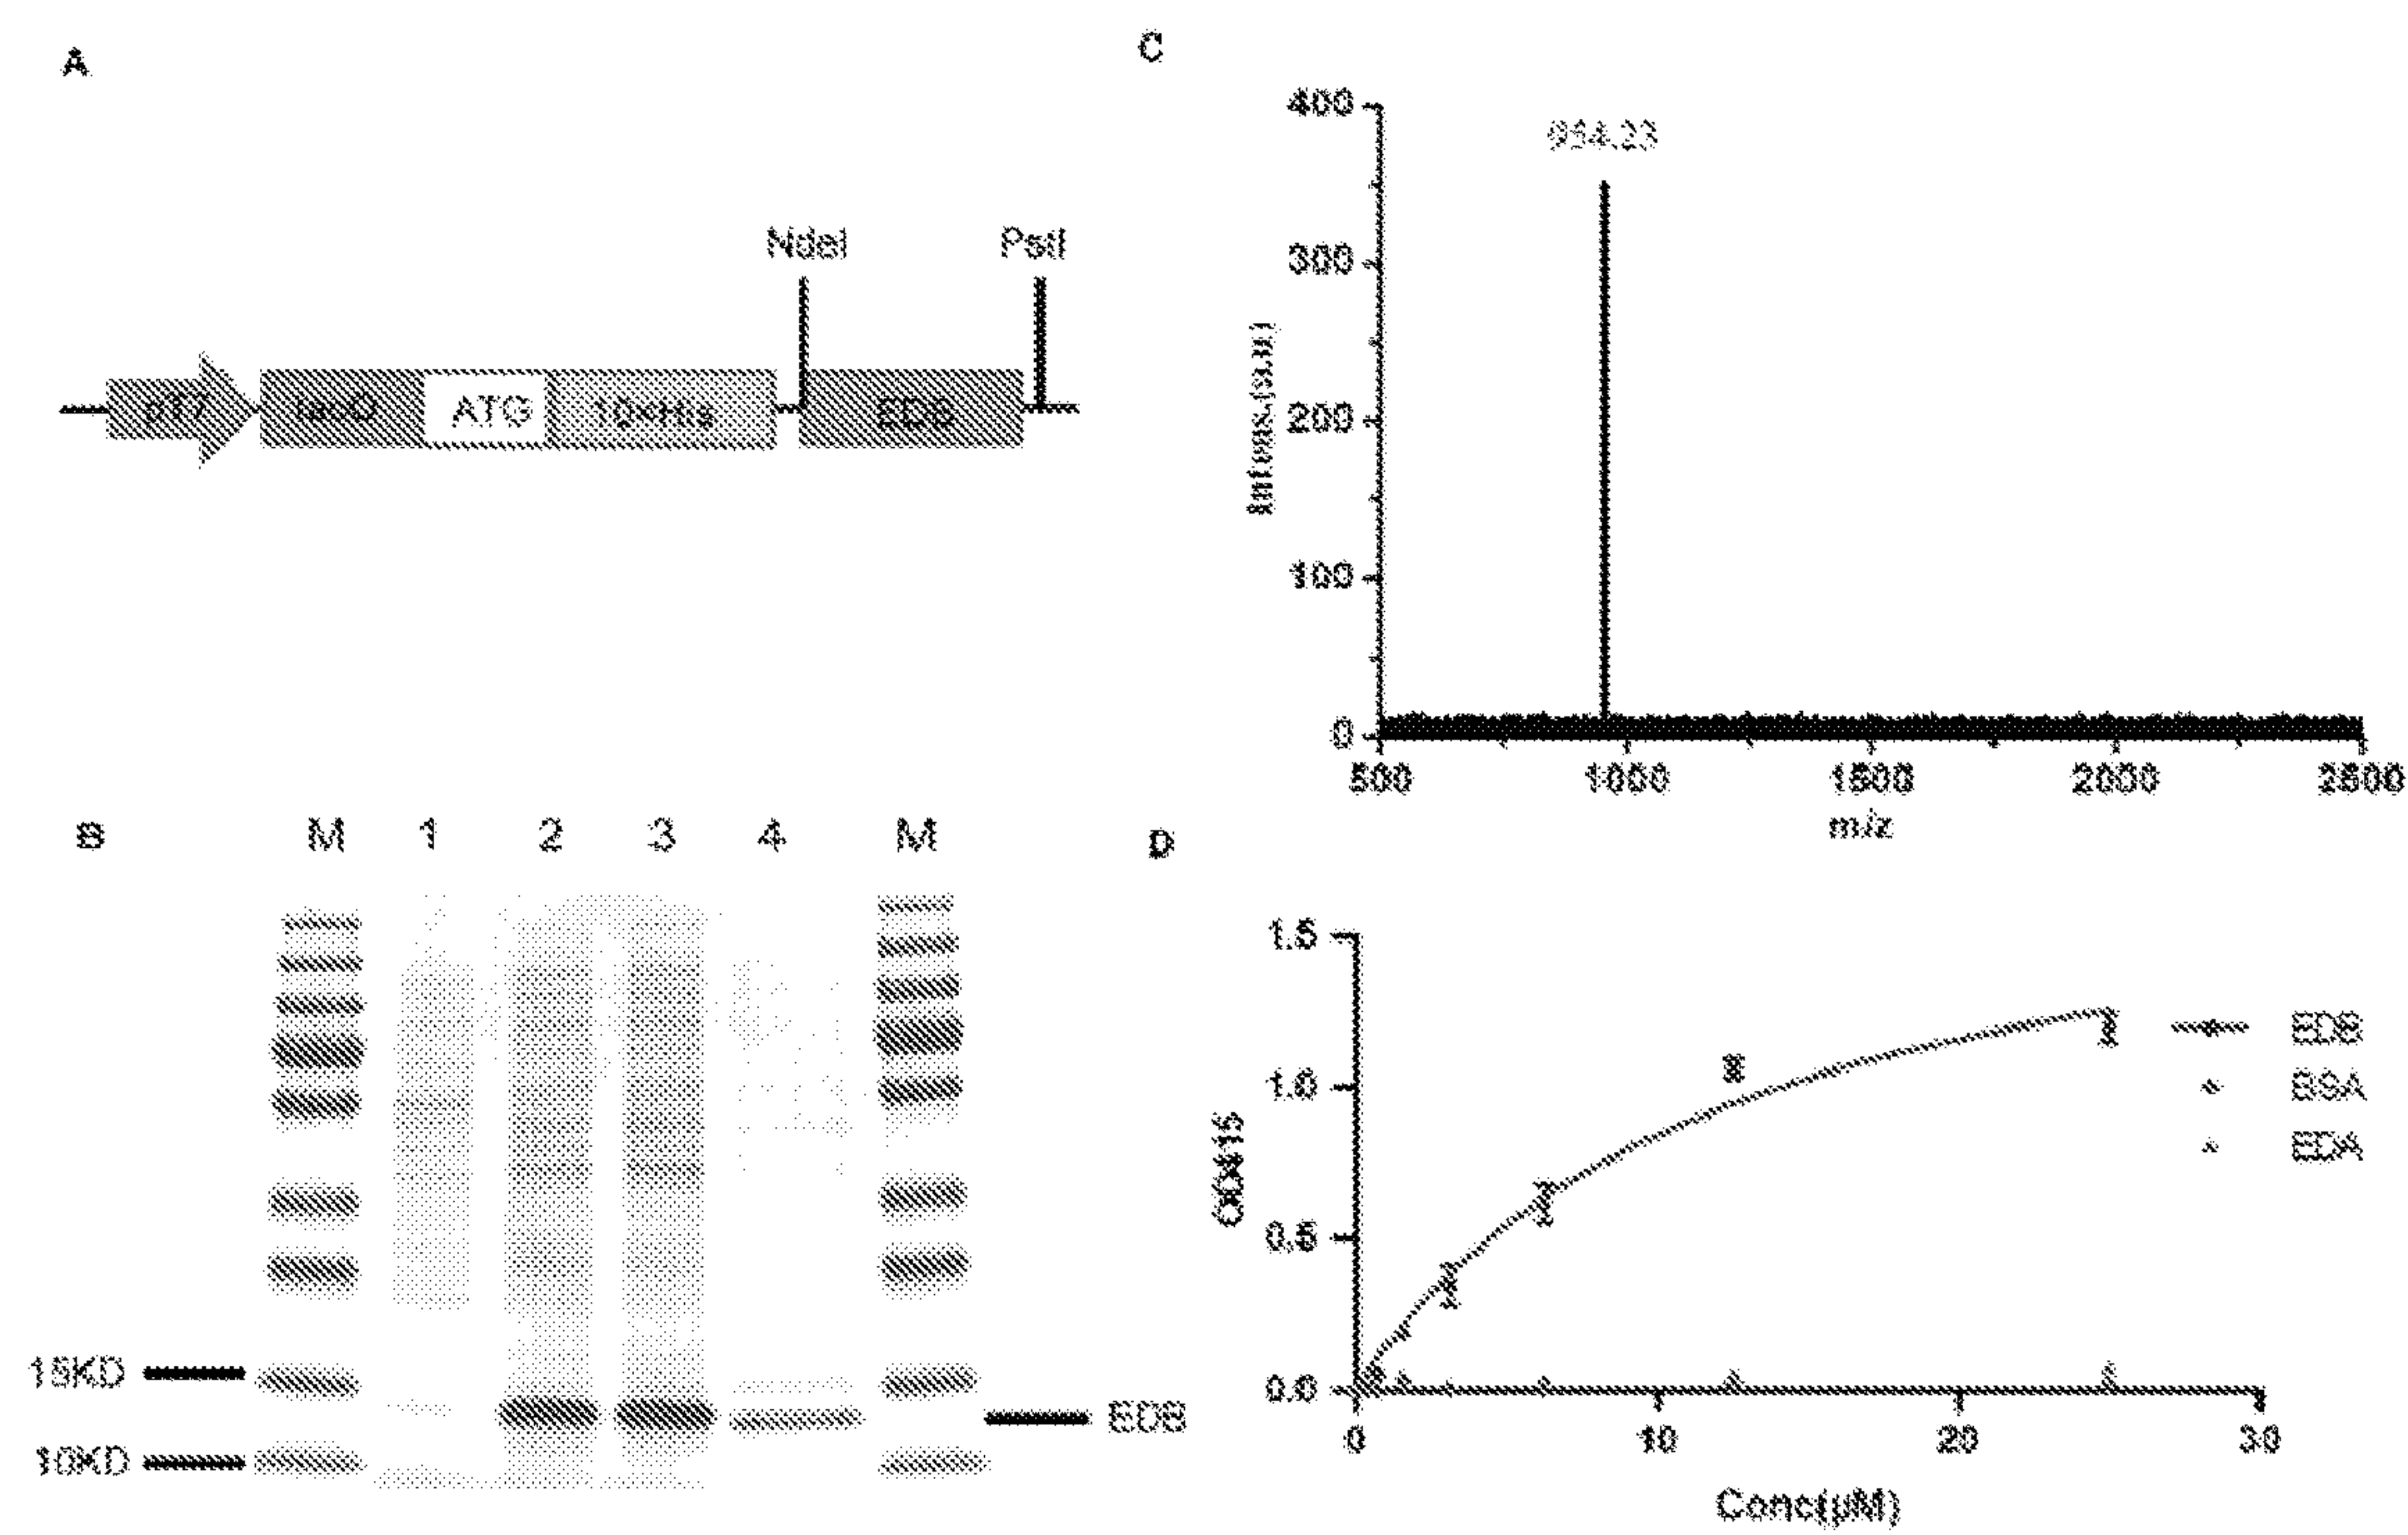 A
NdeI PstI
pT7 lacO ATG 10×His EDB
C
400
954.23
300
200
100
0
Intens.[a.u.]
500 1000 1500 2000 2500
m/z
B
M 1 2 3 4 M
15KD
10KD
EDB
D
1.5
1.0
0.5
0.0
OD415
EDB
BSA
EDA
0 10 20 30
Conc(μM)